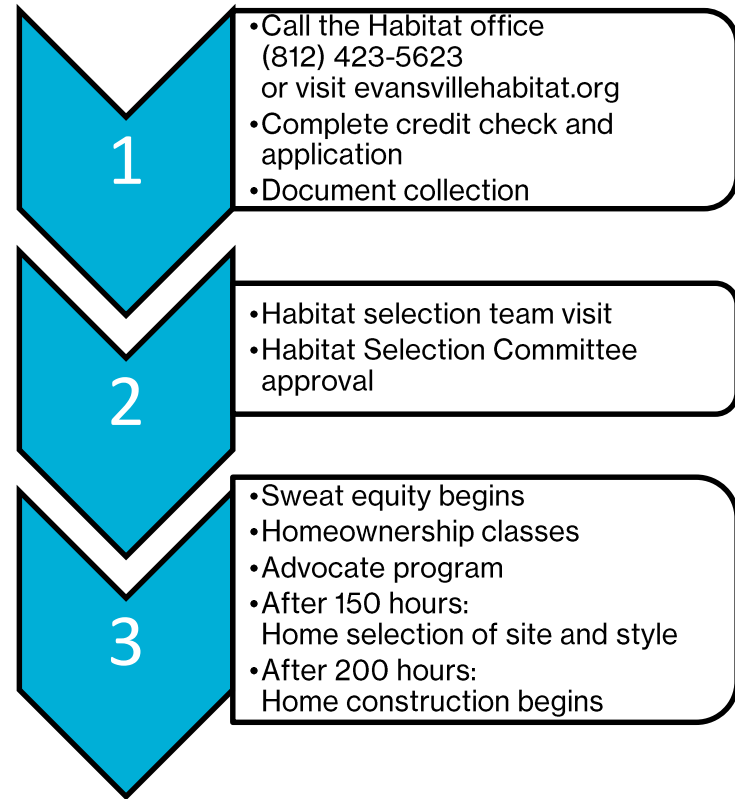 1
•Call the Habitat office
(812) 423-5623
or visit evansvillehabitat.org
•Complete credit check and
application
•Document collection
2
•Habitat selection team visit
•Habitat Selection Committee
approval
3
•Sweat equity begins
•Homeownership classes
•Advocate program
•After 150 hours:
Home selection of site and style
•After 200 hours:
Home construction begins